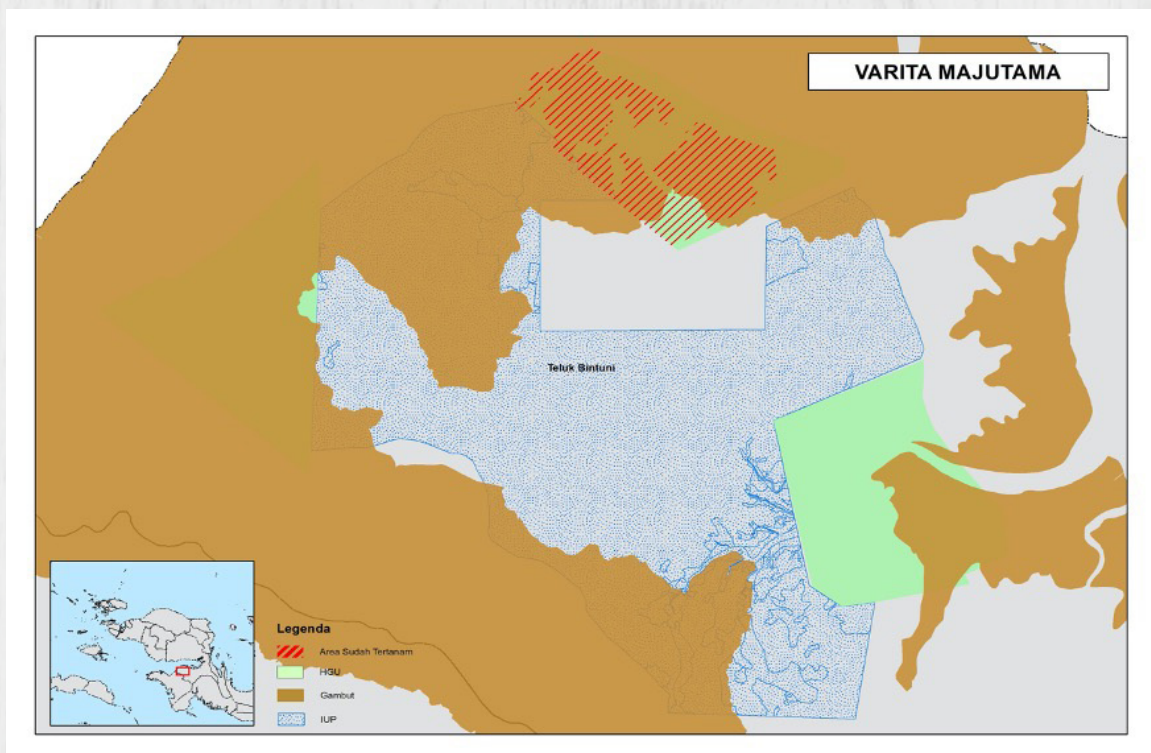 VARITA MAJUTAMA
Teluk Bintuni
Legenda
Area Sudah Tertanam
HGU
Gambut
IUP